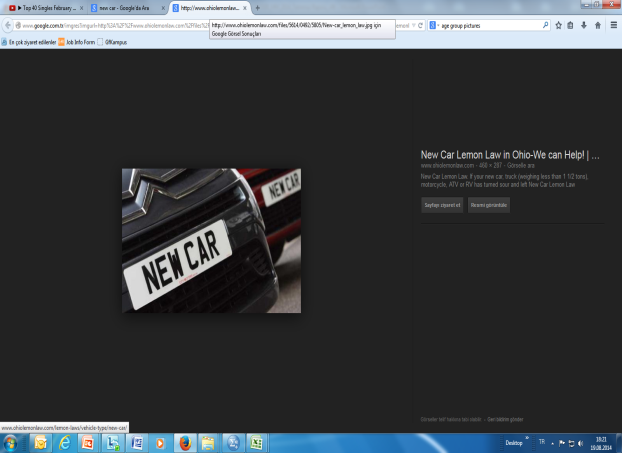 Top 40 Singles February ...
new car - Google'da Ara
http://www.ohiolemonlaw...
www.google.com.tr/imgres?imgurl=http%3A%2F%2Fwww.ohiolemonlaw.com%2Ffiles%2F
http://www.ohiolemonlaw.com/files/5614/0492/5805/New-car_lemon_law.jpg için
Google Görsel Sonuçları
age group pictures
En çok ziyaret edilenler
Job Info Form
GfKampus
New Car Lemon Law in Ohio-We can Help! | ...
www.ohiolemonlaw.com - 460 × 287 - Görselle ara
New Car Lemon Law. If your new car, truck (weighing less than 1 1/2 tons),
motorcycle, ATV or RV has turned sour and left New Car Lemon Law
Sayfayı ziyaret et
Resmi görüntüle
NEW CAR
NEW CAR
Görseller telif hakkına tabi olabilir. - Geri bildirim gönder
www.ohiolemonlaw.com/lemon-laws/vehicle-type/new-car/
Desktop
TR
18:21
19.08.2014